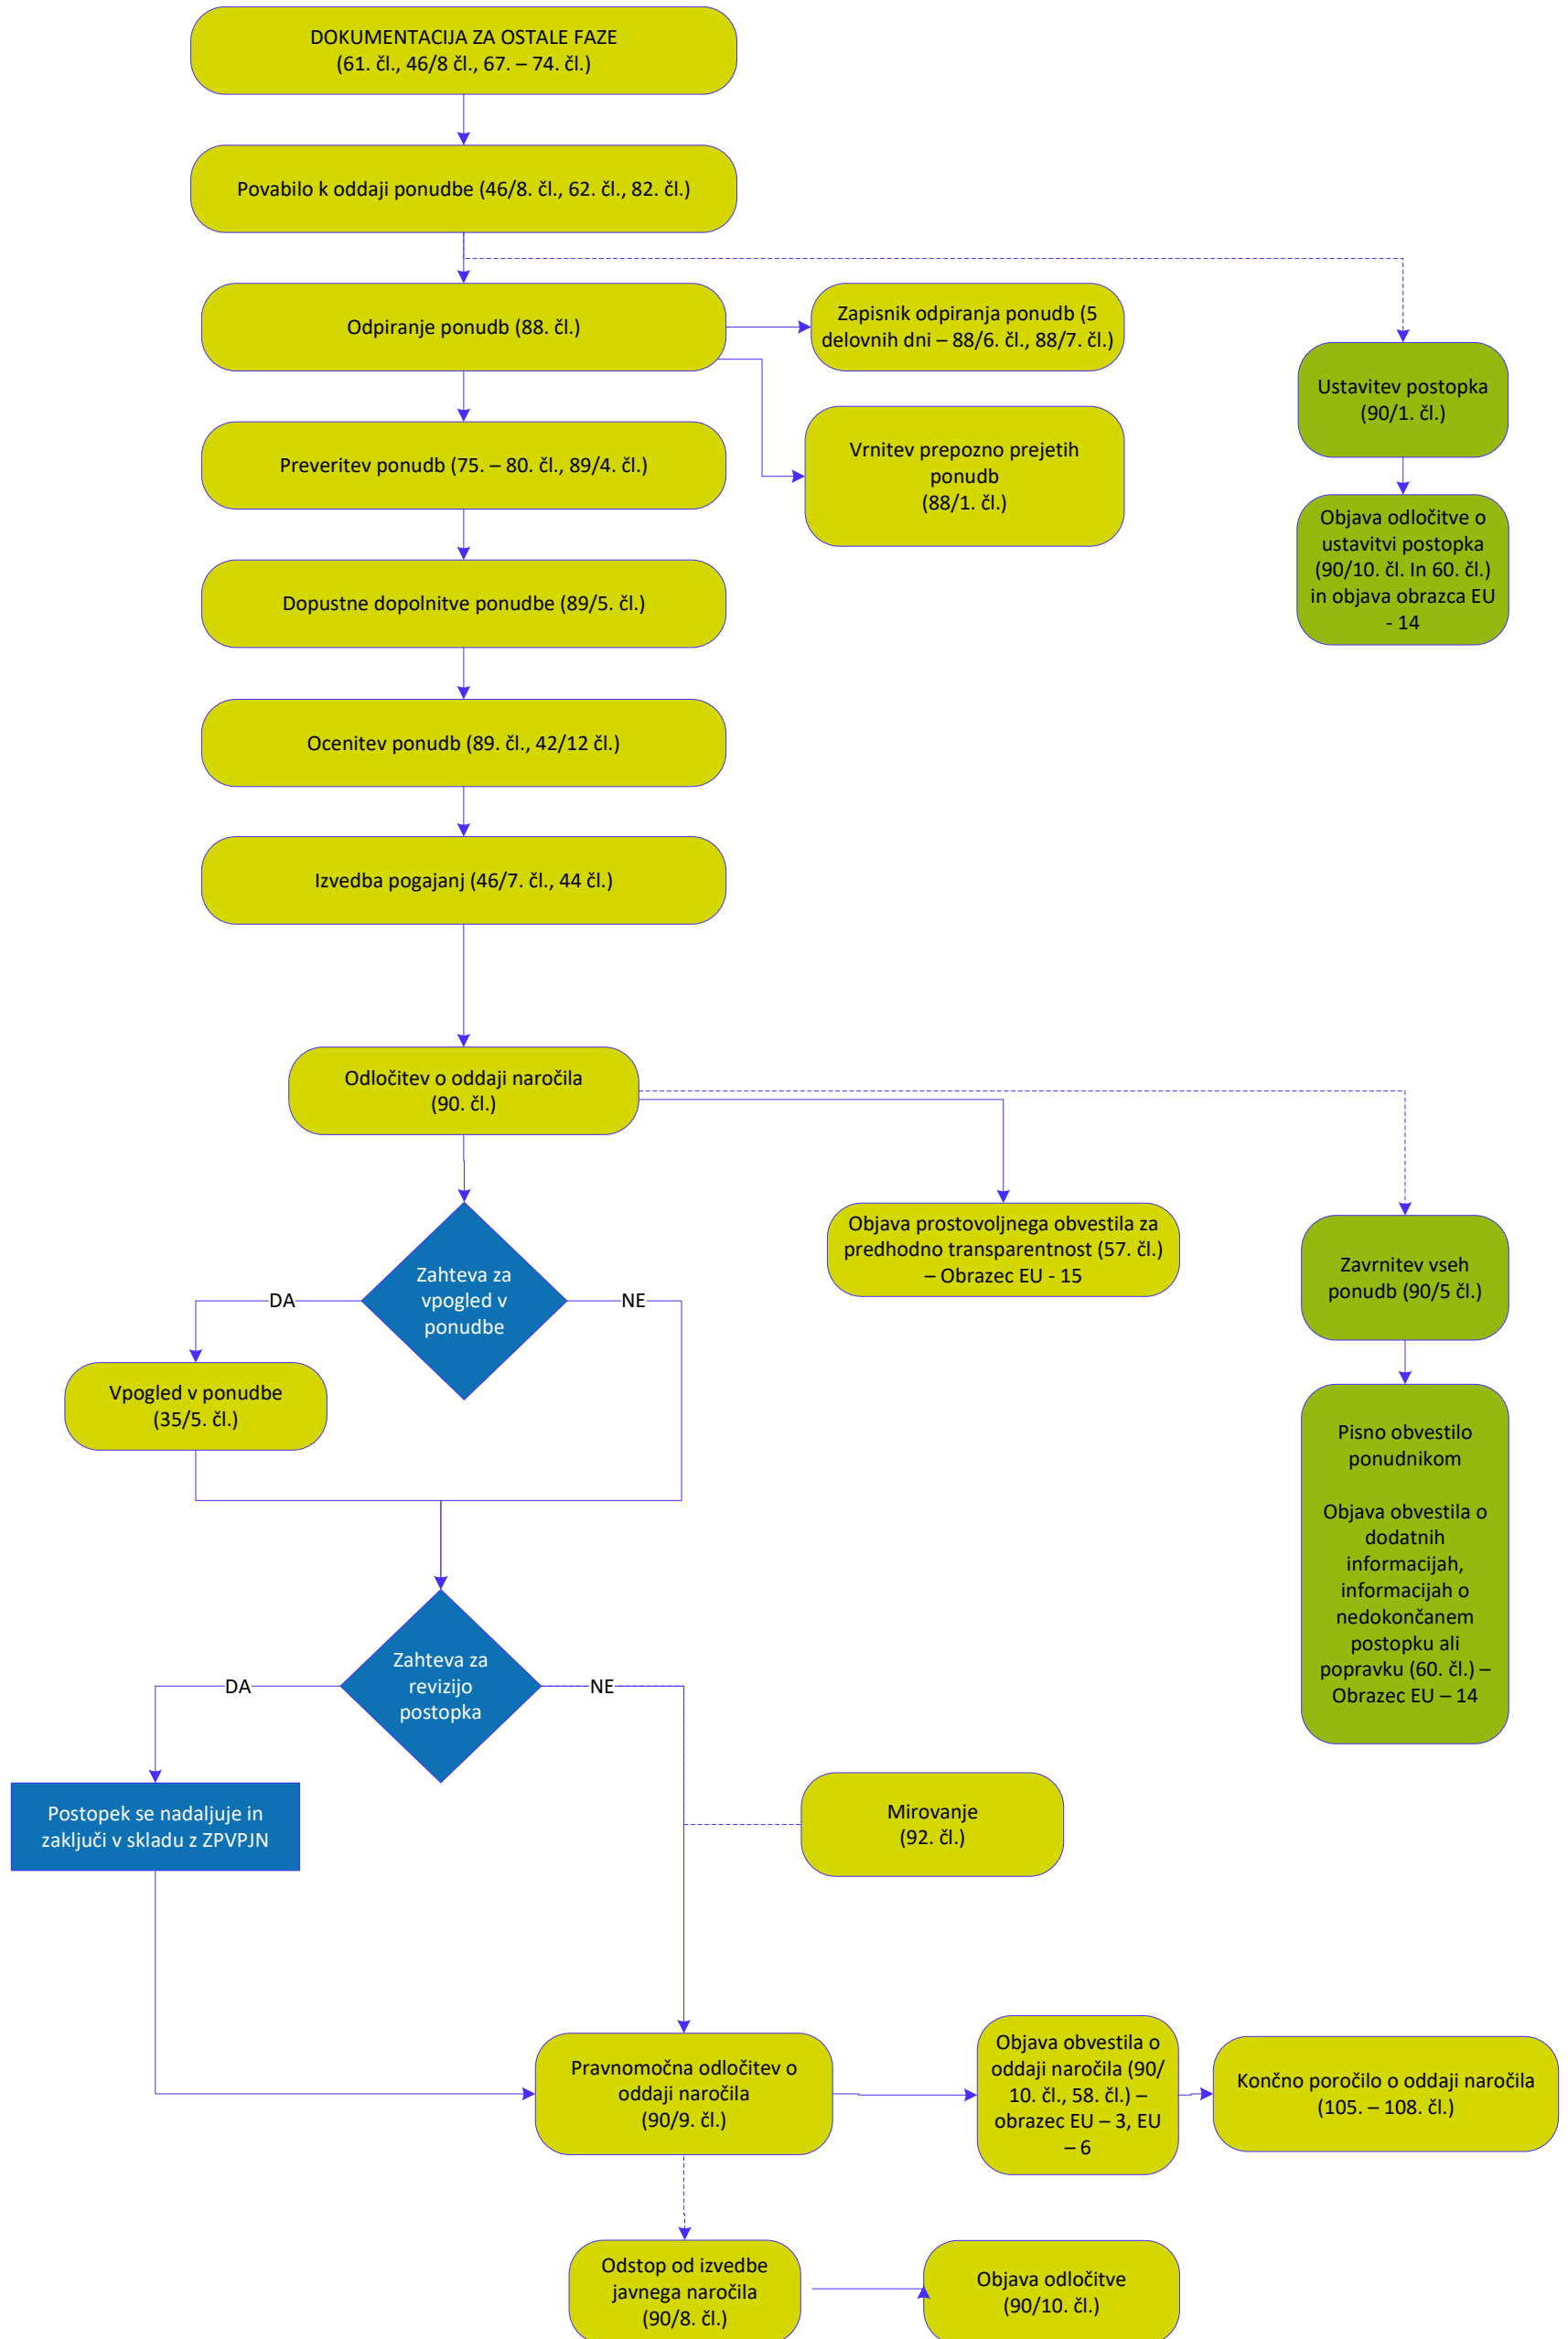 DOKUMENTACIJA ZA OSTALE FAZE
(61. čl., 46/8 čl., 67. – 74. čl.)
Povabilo k oddaji ponudbe (46/8. čl., 62. čl., 82. čl.)
Odpiranje ponudb (88. čl.)
Zapisnik odpiranja ponudb (5
delovnih dni – 88/6. čl., 88/7. čl.)
Ustavitev postopka
(90/1. čl.)
Preveritev ponudb (75. – 80. čl., 89/4. čl.)
Vrnitev prepozno prejetih
ponudb
(88/1. čl.)
Objava odločitve o
ustavitvi postopka
(90/10. čl. In 60. čl.)
in objava obrazca EU
- 14
Dopustne dopolnitve ponudbe (89/5. čl.)
Ocenitev ponudb (89. čl., 42/12 čl.)
Izvedba pogajanj (46/7. čl., 44 čl.)
Odločitev o oddaji naročila
(90. čl.)
Objava prostovoljnega obvestila za
predhodno transparentnost (57. čl.)
– Obrazec EU - 15
Zavrnitev vseh
ponudb (90/5 čl.)
Zahteva za
vpogled v
ponudbe
DA
NE
Vpogled v ponudbe
(35/5. čl.)
Pisno obvestilo
ponudnikom
Objava obvestila o
dodatnih
informacijah,
informacijah o
nedokončanem
postopku ali
popravku (60. čl.) –
Obrazec EU – 14
Zahteva za
revizijo
postopka
DA
NE
Postopek se nadaljuje in
zaključi v skladu z ZPVPJN
Mirovanje
(92. čl.)
Pravnomočna odločitev o
oddaji naročila
(90/9. čl.)
Objava obvestila o
oddaji naročila (90/
10. čl., 58. čl.) –
obrazec EU – 3, EU
– 6
Končno poročilo o oddaji naročila
(105. – 108. čl.)
Odstop od izvedbe
javnega naročila
(90/8. čl.)
Objava odločitve
(90/10. čl.)